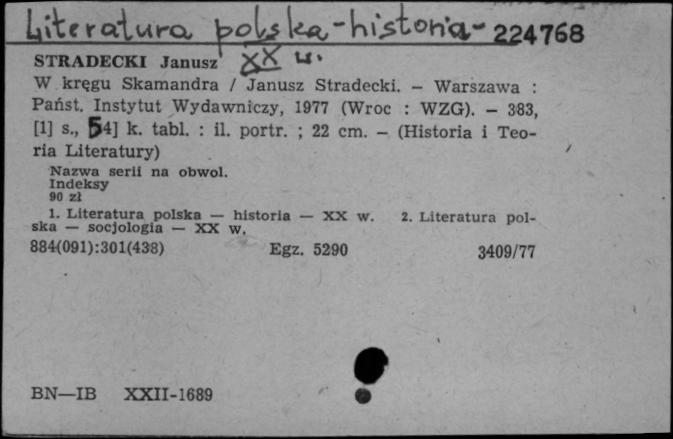 Literatura polska - historia - 224768
STRADECKI Janusz XX w.
W kręgu Skamandra / Janusz Stradecki. — Warszawa :
Państ. Instytut Wydawniczy, 1977 (Wroc : WZG). — 383,
[1] s., [54] k. tabl. : il. portr. ; 22 cm. — (Historia i Teo-
ria Literatury)
Nazwa serii na obwol.
Indeksy
90 zł
1. Literatura polska — historia — XX w. 2. Literatura pol-
ska — socjologia — XX w.
884(091):301(438) Egz. 5290 3409/77
BN—IB XXII-1689